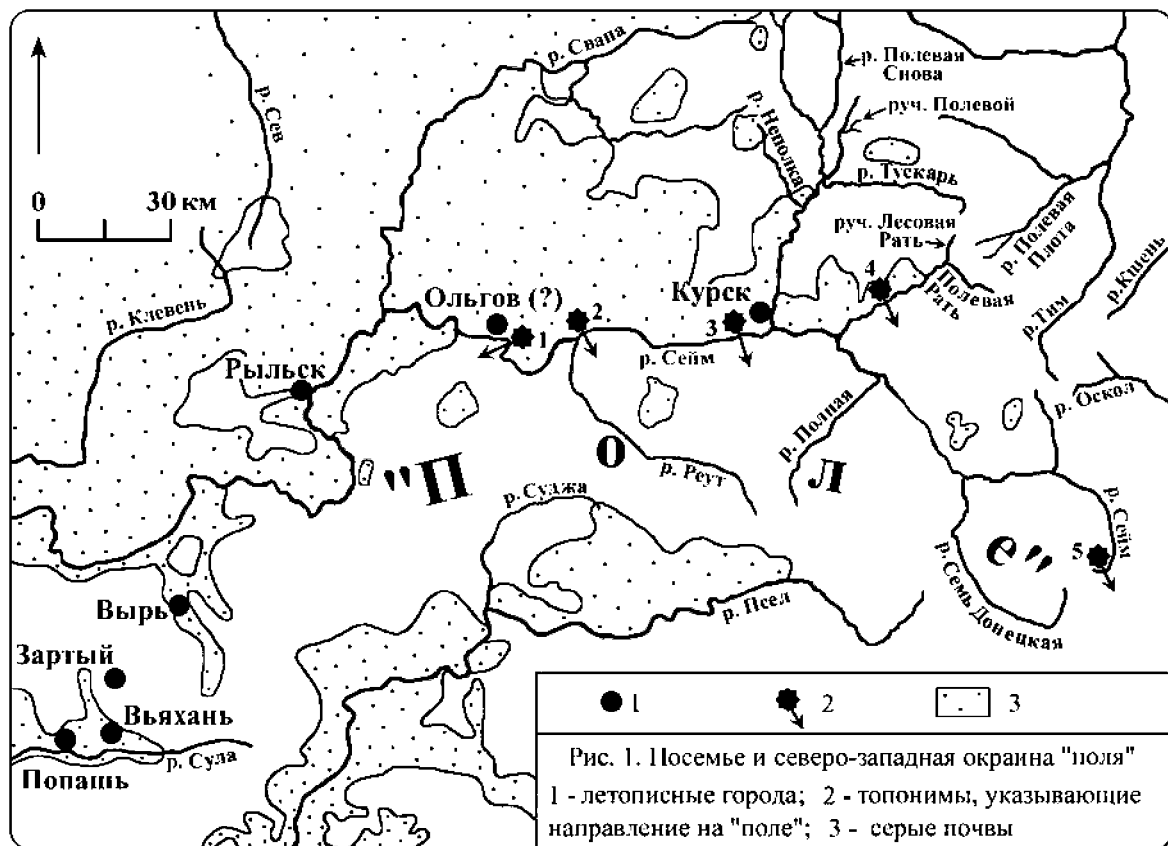 р. Свапа
р. Полевая
Снова
руч. Полевой
р. Сев
р. Неполка
р. Тускарь
0 30 км
руч. Лесовая
Рать
р. Полевая
Плота
р. Кшень
р. Клевень
Ольгов (?)
2
Курск
4
Полевая
Рать
р. Тим
1
3
р. Сейм
Рыльск
р. Оскол
р. Полная
"П о л е"
р. Реут
р. Суджа
р. Сейм
5
р. Псел
р. Семь Донецкая
Вырь
Зартый
Вьяхань
Попашь
р. Сула
1 2 3
Рис. 1. Посемье и северо-западная окраина "поля"
1 - летописные города; 2 - топонимы, указывающие
направление на "поле"; 3 - серые почвы